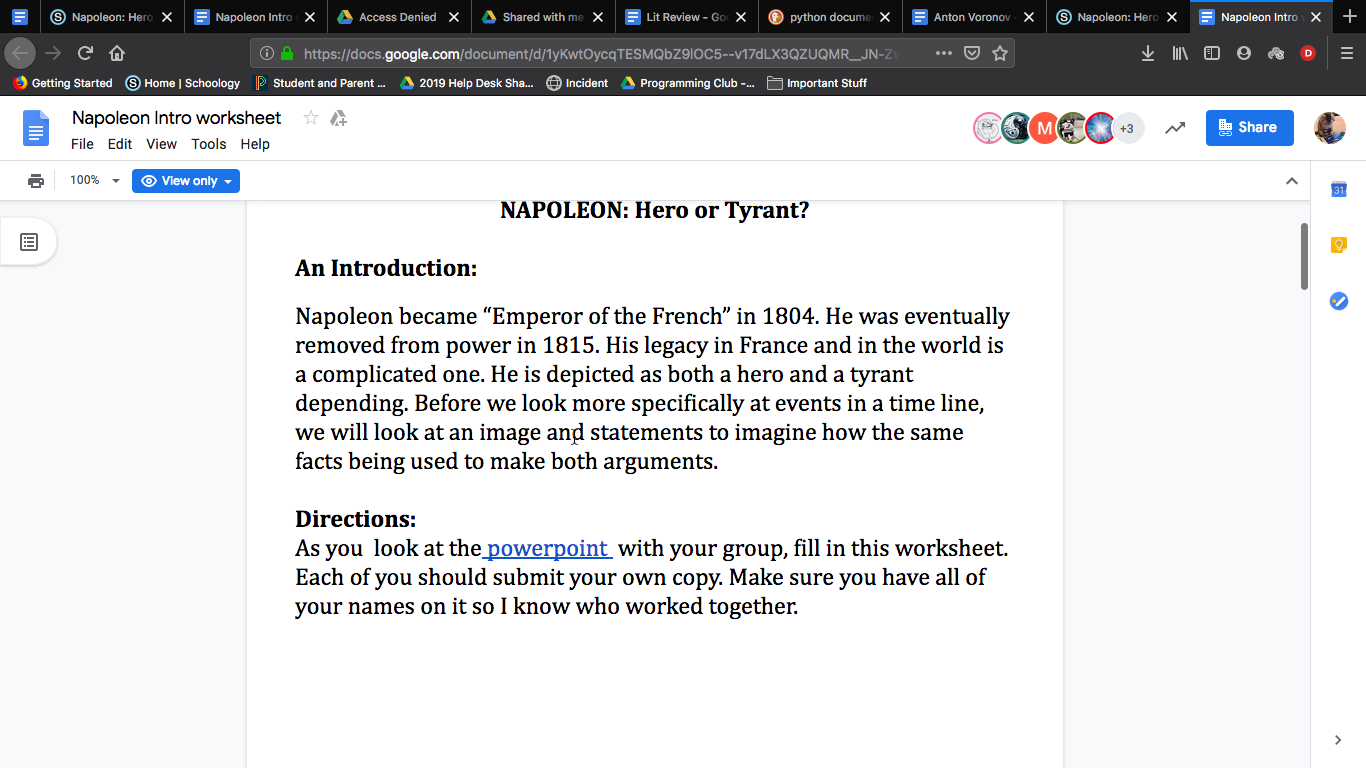 Napoleon: Hero
Napoleon Intro
Access Denied
Shared with me
Lit Review - Goo
python docume
Anton Voronov -
Napoleon: Hero
Napoleon Intro
https://docs.google.com/document/d/1yKwtOycqTESMQbZ9lOC5--v17dLX3QZUQMR__JN-Zw
D
Getting Started
Home | Schoology
Student and Parent ...
2019 Help Desk Sha...
Incident
Programming Club -...
Important Stuff
Napoleon Intro worksheet
File Edit View Tools Help
M
+3
Share
100%
View only
31
NAPOLEON: Hero or Tyrant?
An Introduction:
Napoleon became “Emperor of the French” in 1804. He was eventually
removed from power in 1815. His legacy in France and in the world is
a complicated one. He is depicted as both a hero and a tyrant
depending. Before we look more specifically at events in a time line,
we will look at an image and statements to imagine how the same
facts being used to make both arguments.
Directions:
As you look at the powerpoint with your group, fill in this worksheet.
Each of you should submit your own copy. Make sure you have all of
your names on it so I know who worked together.